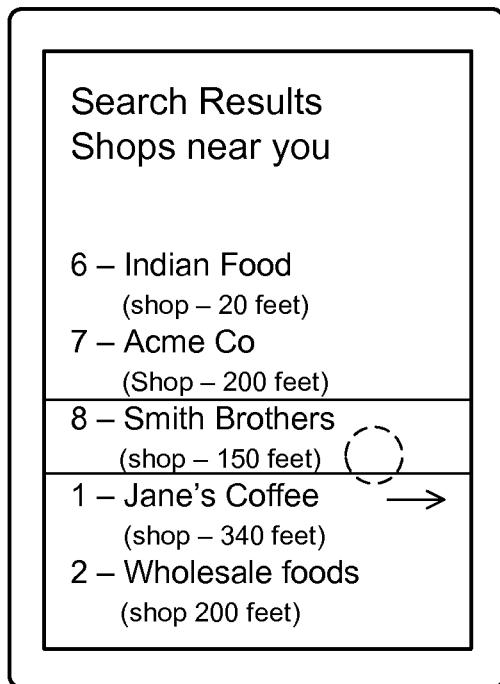 Search Results
Shops near you
6 – Indian Food
(shop – 20 feet)
7 – Acme Co
(Shop – 200 feet)
8 – Smith Brothers
(shop – 150 feet)
1 – Jane's Coffee
(shop – 340 feet)
2 – Wholesale foods
(shop 200 feet)